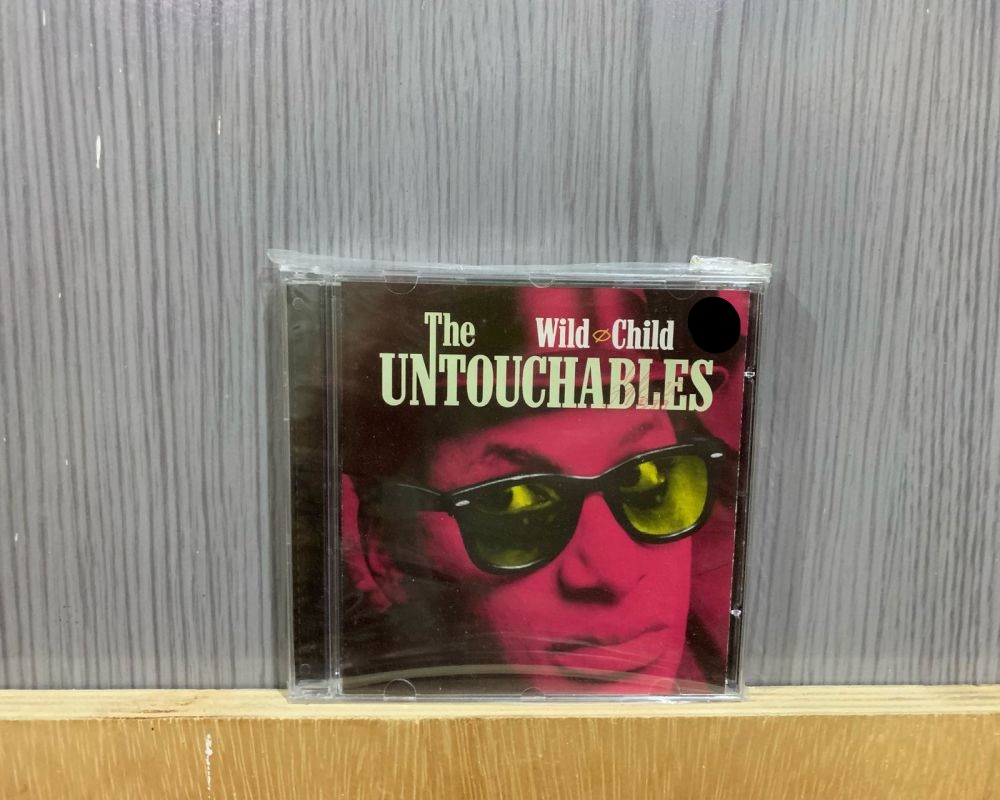 The Wild Child
UNTOUCHABLES